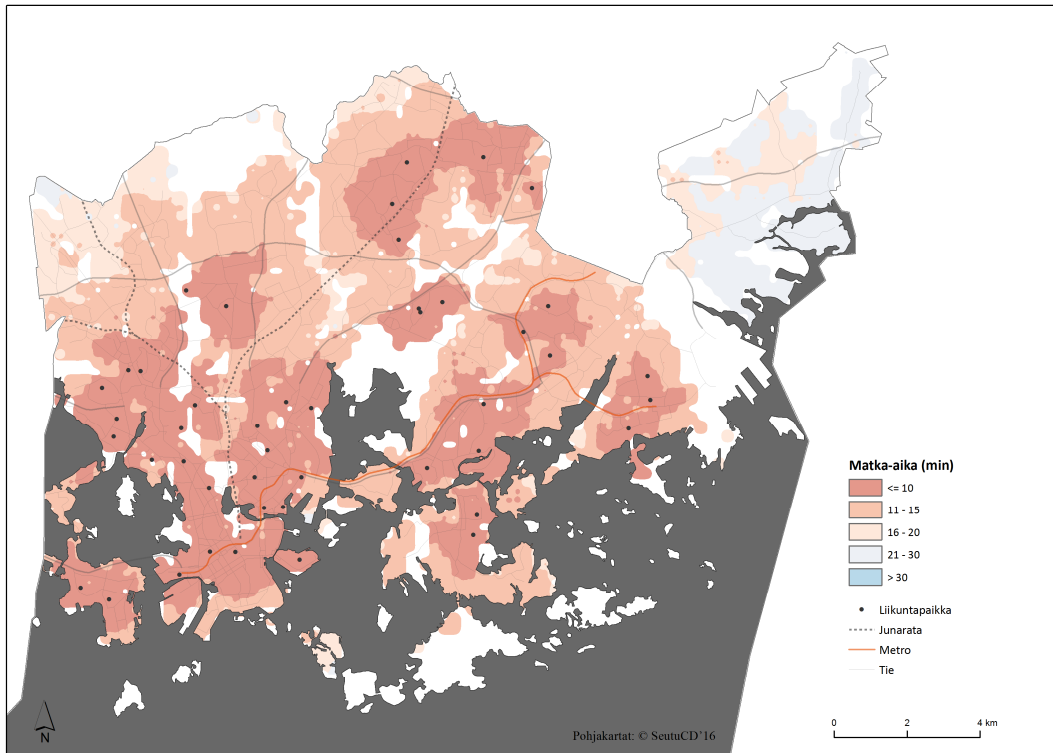 Matka-aika (min)
<= 10
11 - 15
16 - 20
21 - 30
> 30
Liikuntapaikka
Junarata
Metro
Tie
N
Pohjakartat: © SeutuCD'16
0 2 4 km